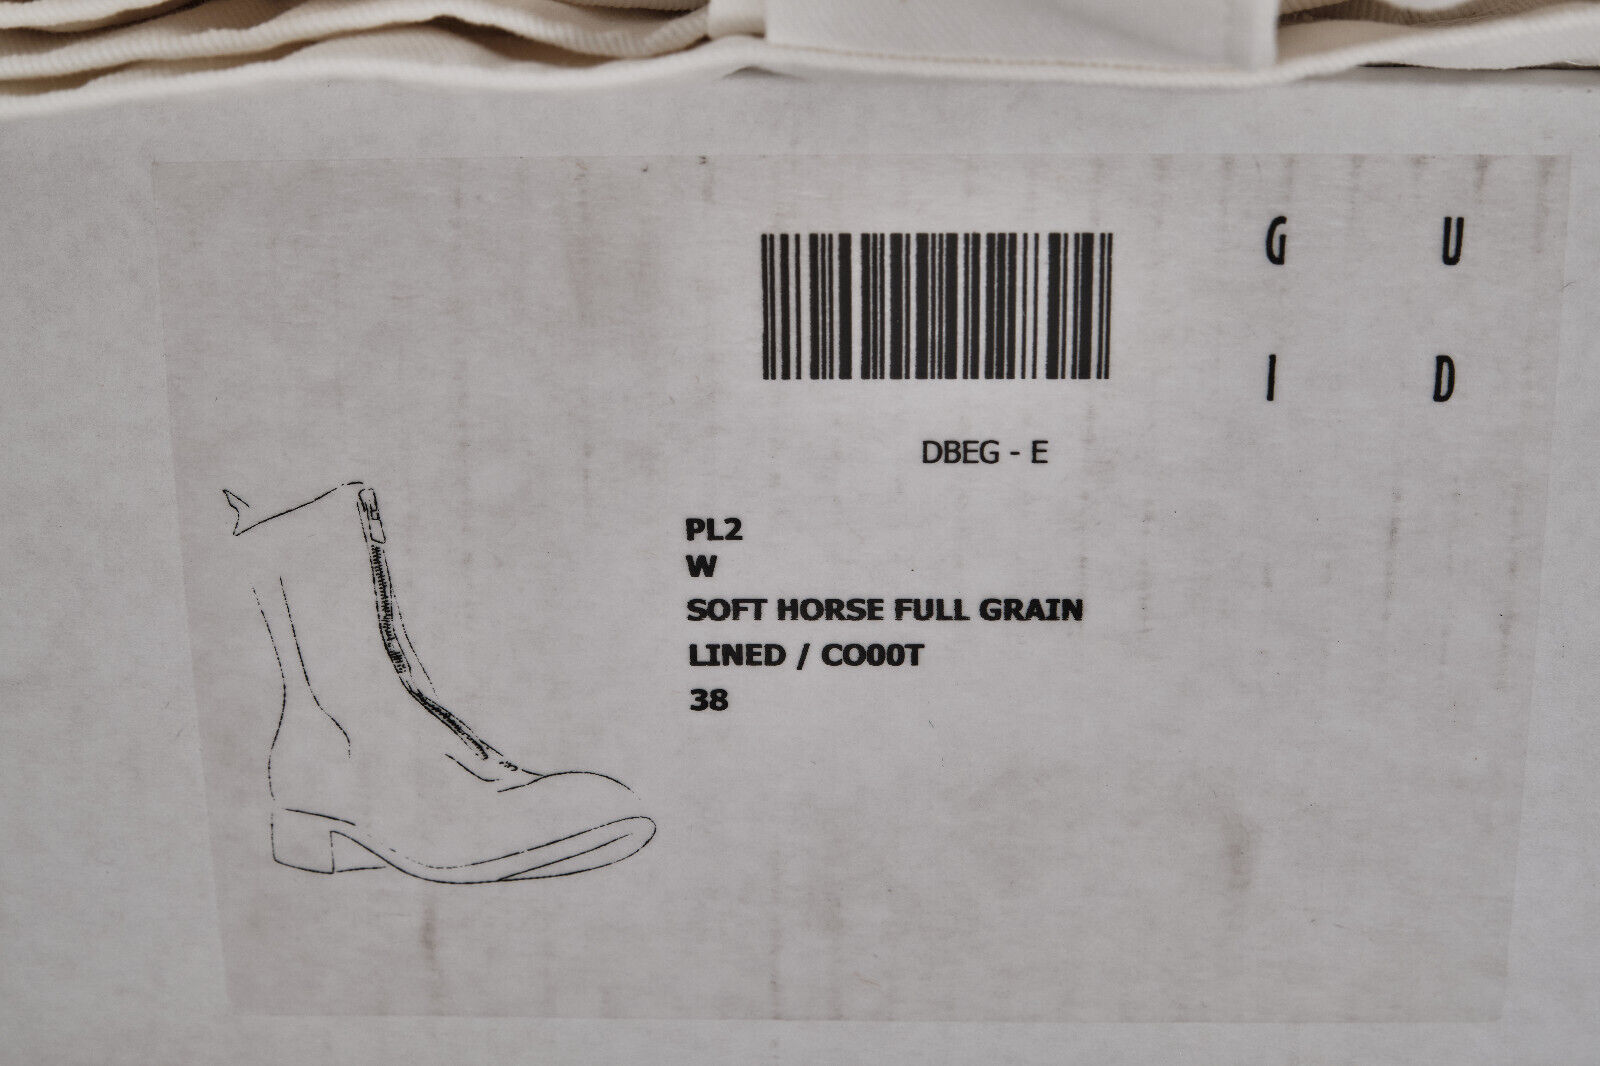 G U
I D
DBEG - E
PL2
W
SOFT HORSE FULL GRAIN
LINED / CO00T
38